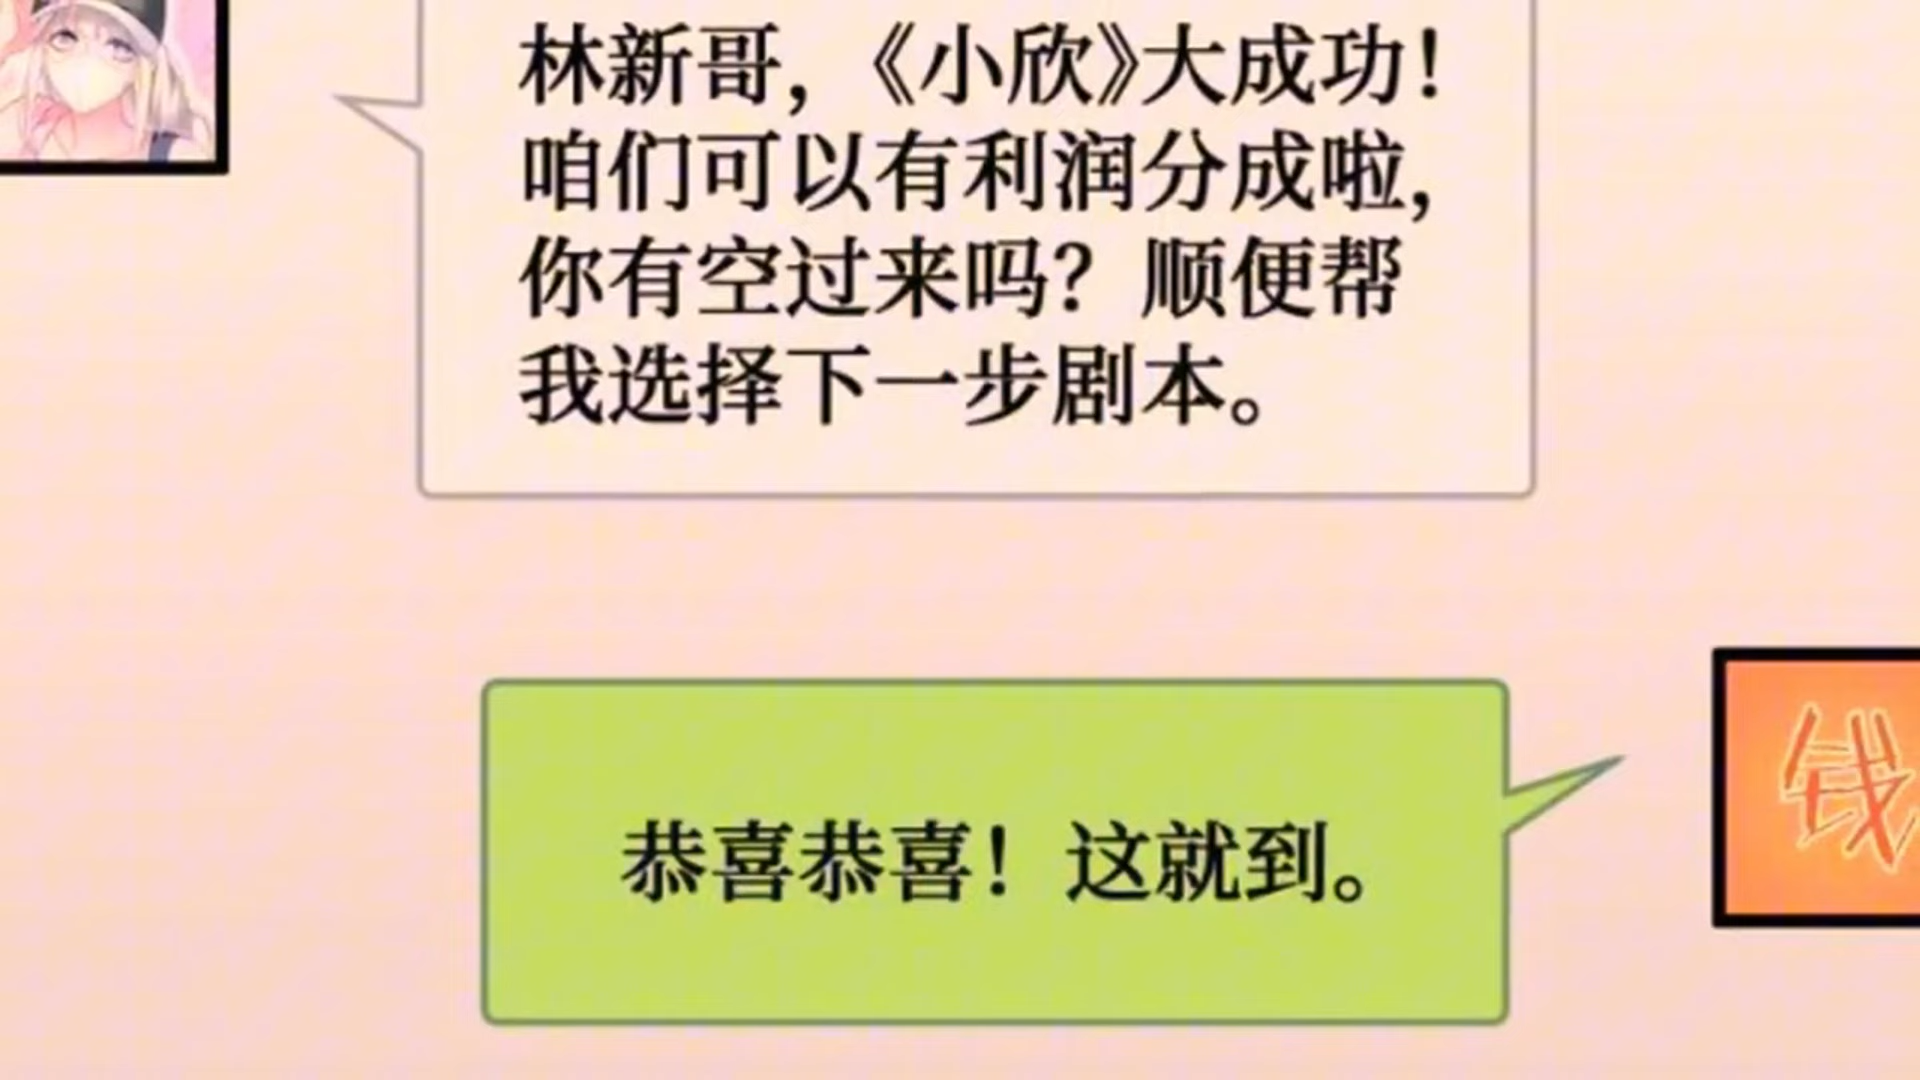 林新哥，《小欣》大成功！
咱们可以有利润分成啦，
你有空过来吗？顺便帮
我选择下一步剧本。
恭喜恭喜！这就到。
钱